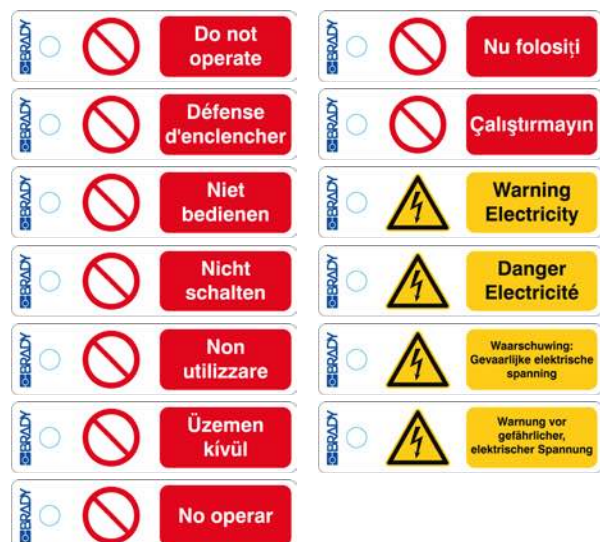 BRADY
Do not
operate
BRADY
Défense
d'enclencher
BRADY
Niet
bedienen
BRADY
Nicht
schalten
BRADY
Non
utilizzare
BRADY
Üzemen
kívül
BRADY
No operar
BRADY
Nu folosiți
BRADY
Çalıştırmayın
BRADY
Warning
Electricity
BRADY
Danger
Electricité
BRADY
Waarschuwing:
Gevaarlijke elektrische
spanning
BRADY
Warnung vor
gefährlicher,
elektrischer Spannung